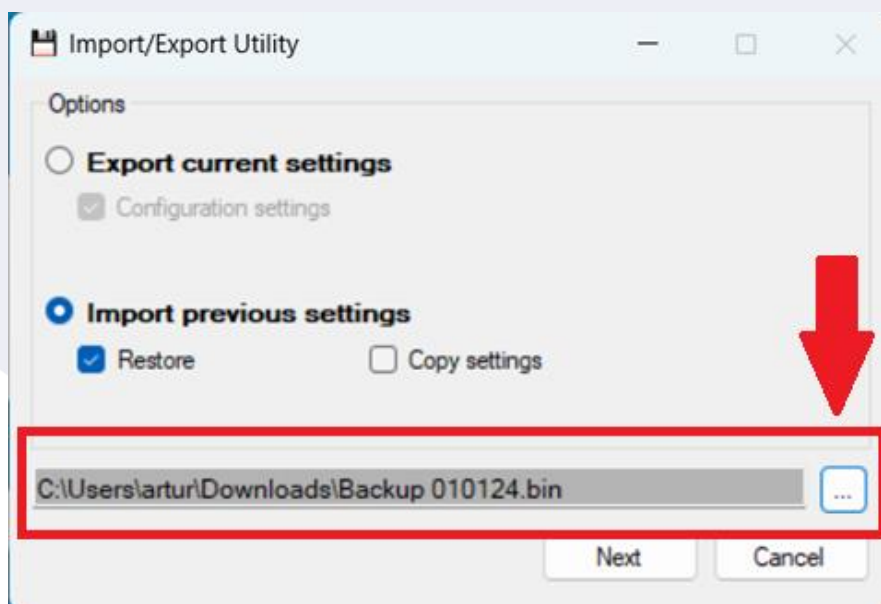 Import/Export Utility
Options
Export current settings
Configuration settings
Import previous settings
Restore Copy settings
C:\Users\artur\Downloads\Backup 010124.bin ...
Next Cancel